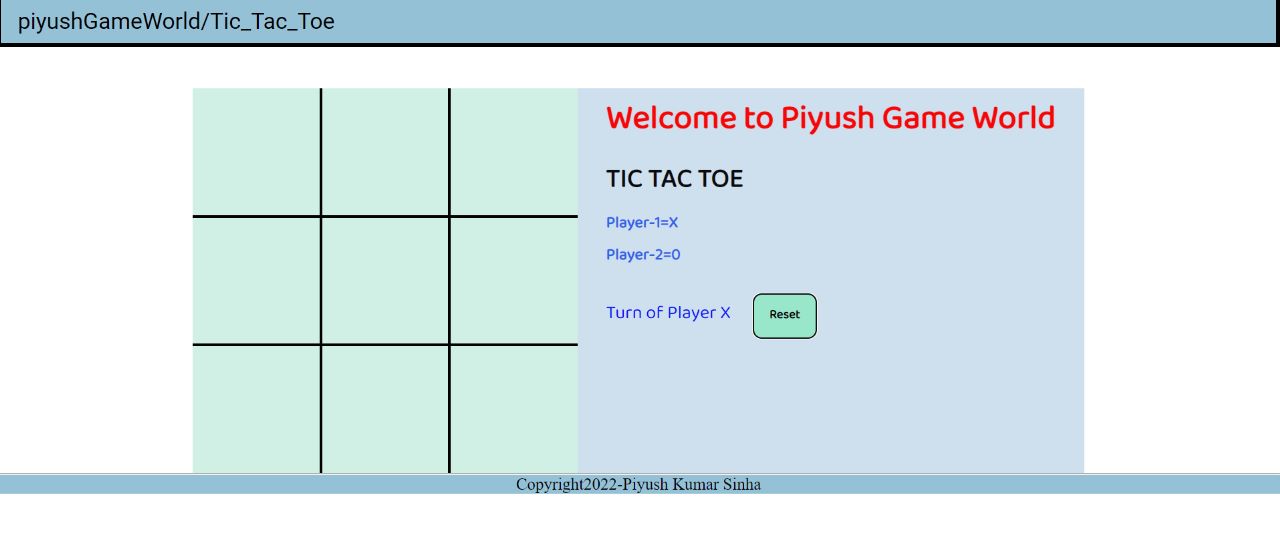 piyushGameWorld/Tic_Tac_Toe
Welcome to Piyush Game World
TIC TAC TOE
Player-1=X
Player-2=0
Turn of Player X
Reset
Copyright2022-Piyush Kumar Sinha